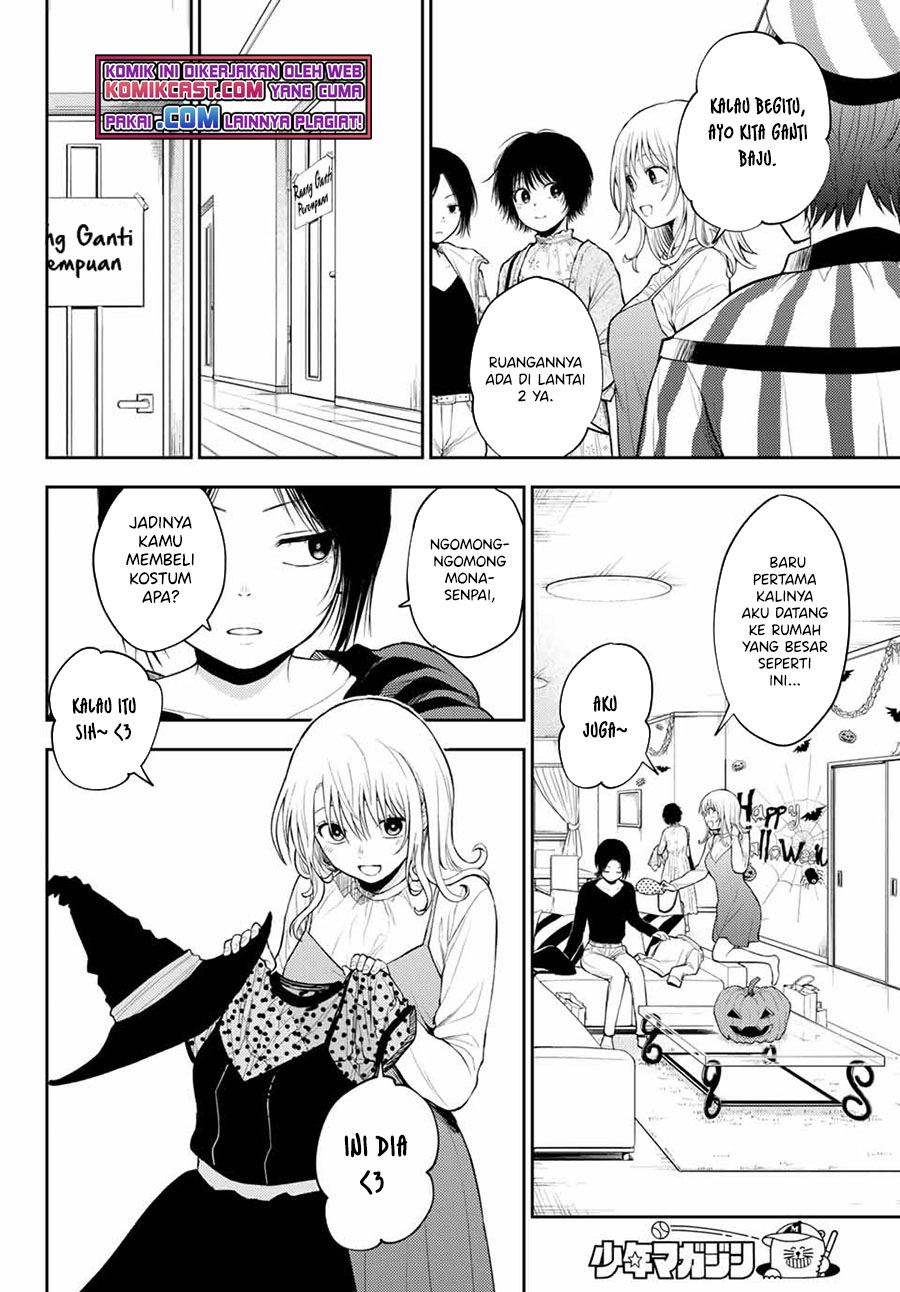 KOMIK INI DIKERJAKAN OLEH WEB
KOMIKCAST.COM YANG CUMA
PAKAI .COM LAINNYA PLAGIAT!
KALAU BEGITU,
AYO KITA GANTI
BAJU.
RUANGANNYA
ADA DI LANTAI
2 YA.
Ruang Ganti
Perempuan
ng Ganti
empuan
BARU
PERTAMA
KALINYA
AKU DATANG
KE RUMAH
YANG BESAR
SEPERTI
INI...
AKU
JUGA~
Happy
Halloween
NGOMONG-
NGOMONG
MONA-
SENPAI,
JADINYA
KAMU
MEMBELI
KOSTUM
APA?
KALAU ITU
SIH~ <3
INI DIA
<3
少年マガジン
M